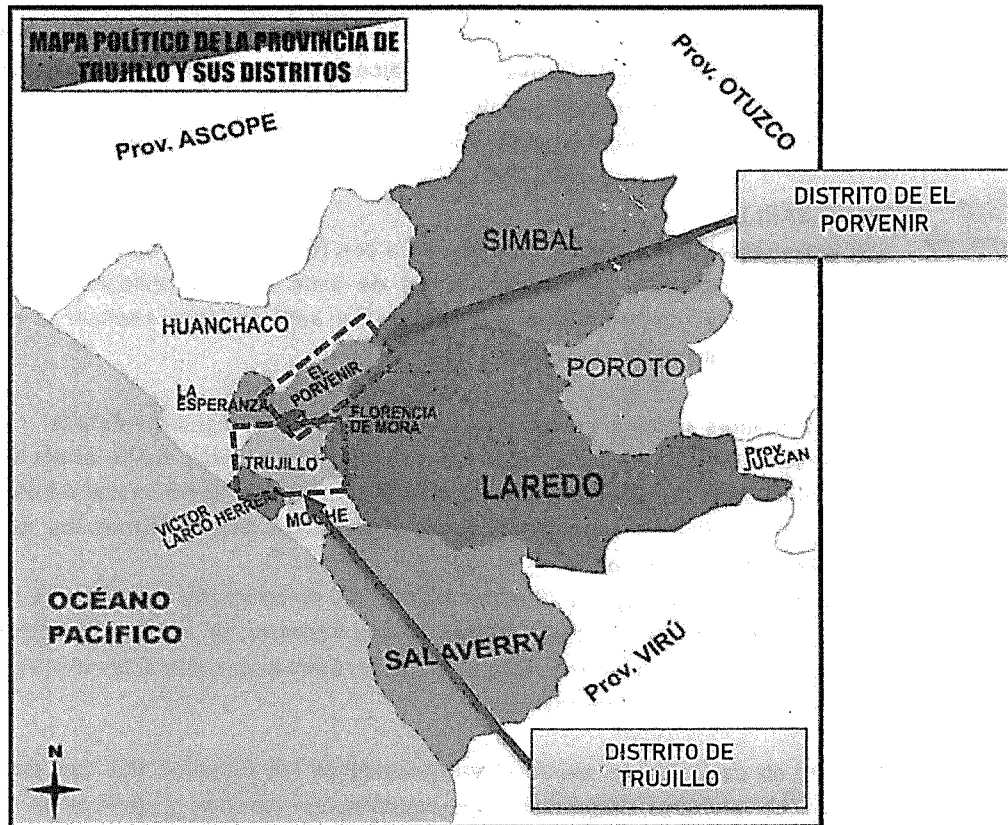 MAPA POLÍTICO DE LA PROVINCIA DE
TRUJILLO Y SUS DISTRITOS
Prov. ASCOPE
Prov. OTUZCO
DISTRITO DE EL
PORVENIR
SIMBAL
HUANCHACO
EL
PORVENIR
POROTO
LA
ESPERANZA
FLORENCIA
DE MORA
TRUJILLO
Prov.
JULCAN
LAREDO
VICTOR
LARCO HERRERA
MOCHE
OCÉANO
PACÍFICO
SALAVERRY
Prov. VIRÚ
N
DISTRITO DE
TRUJILLO